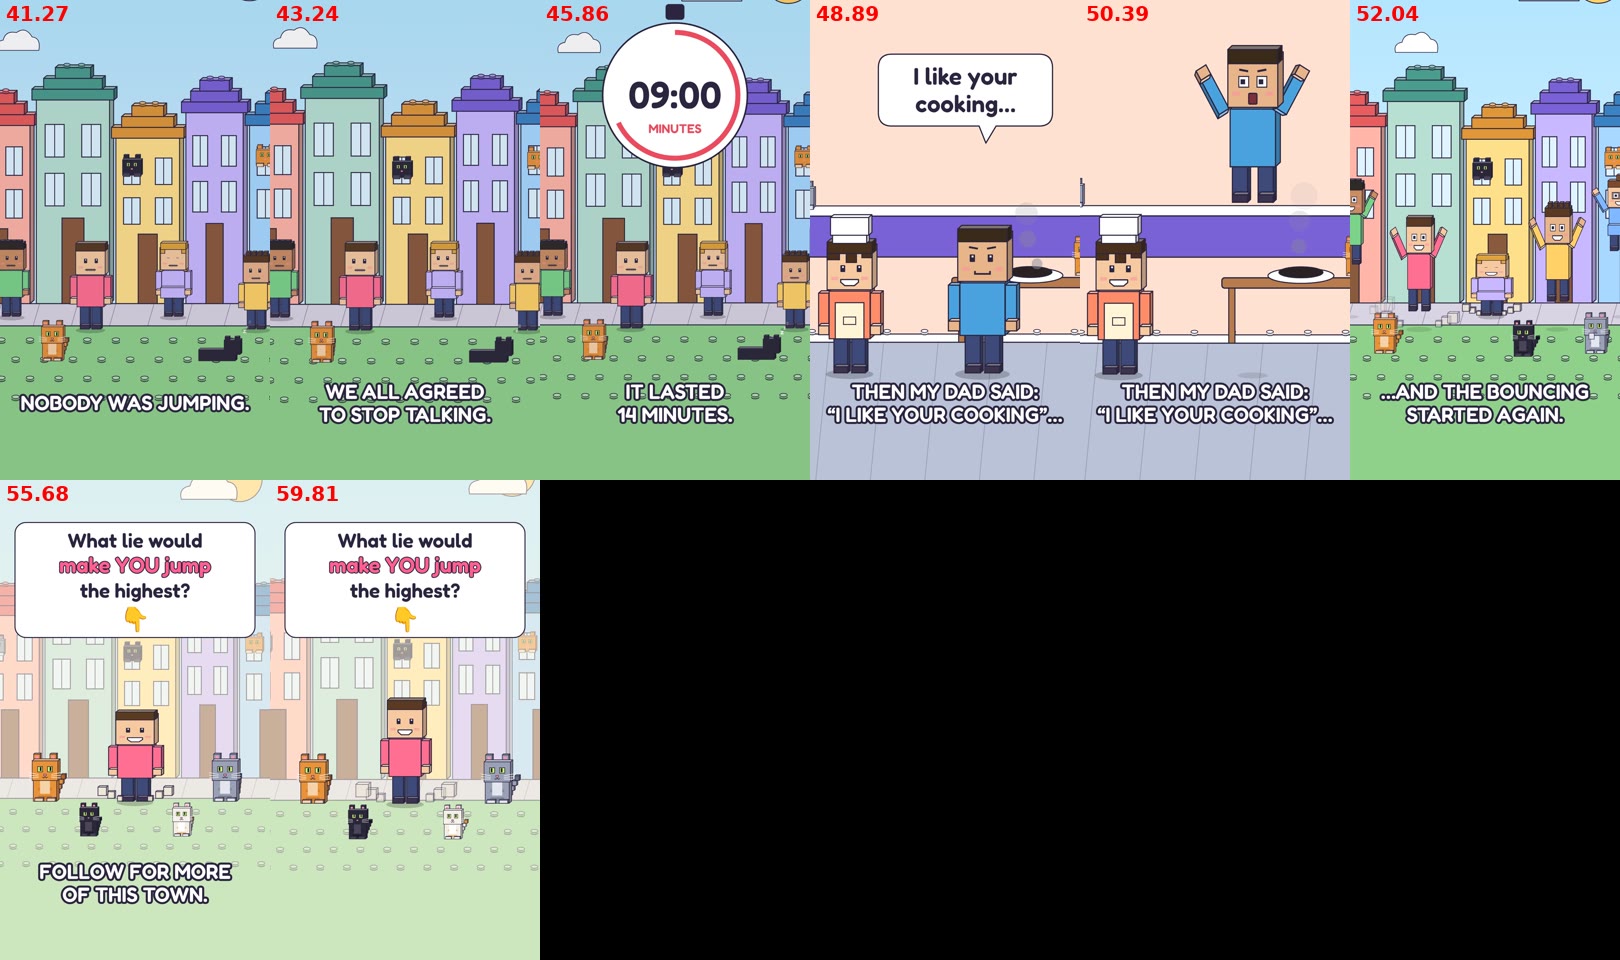 41.27
NOBODY WAS JUMPING.
43.24
WE ALL AGREED
TO STOP TALKING.
45.86
09:00
MINUTES
IT LASTED
14 MINUTES.
48.89
I like your
cooking...
THEN MY DAD SAID:
“I LIKE YOUR COOKING”...
50.39
THEN MY DAD SAID:
“I LIKE YOUR COOKING”...
52.04
...AND THE BOUNCING
STARTED AGAIN.
55.68
What lie would
make YOU jump
the highest?
FOLLOW FOR MORE
OF THIS TOWN.
59.81
What lie would
make YOU jump
the highest?